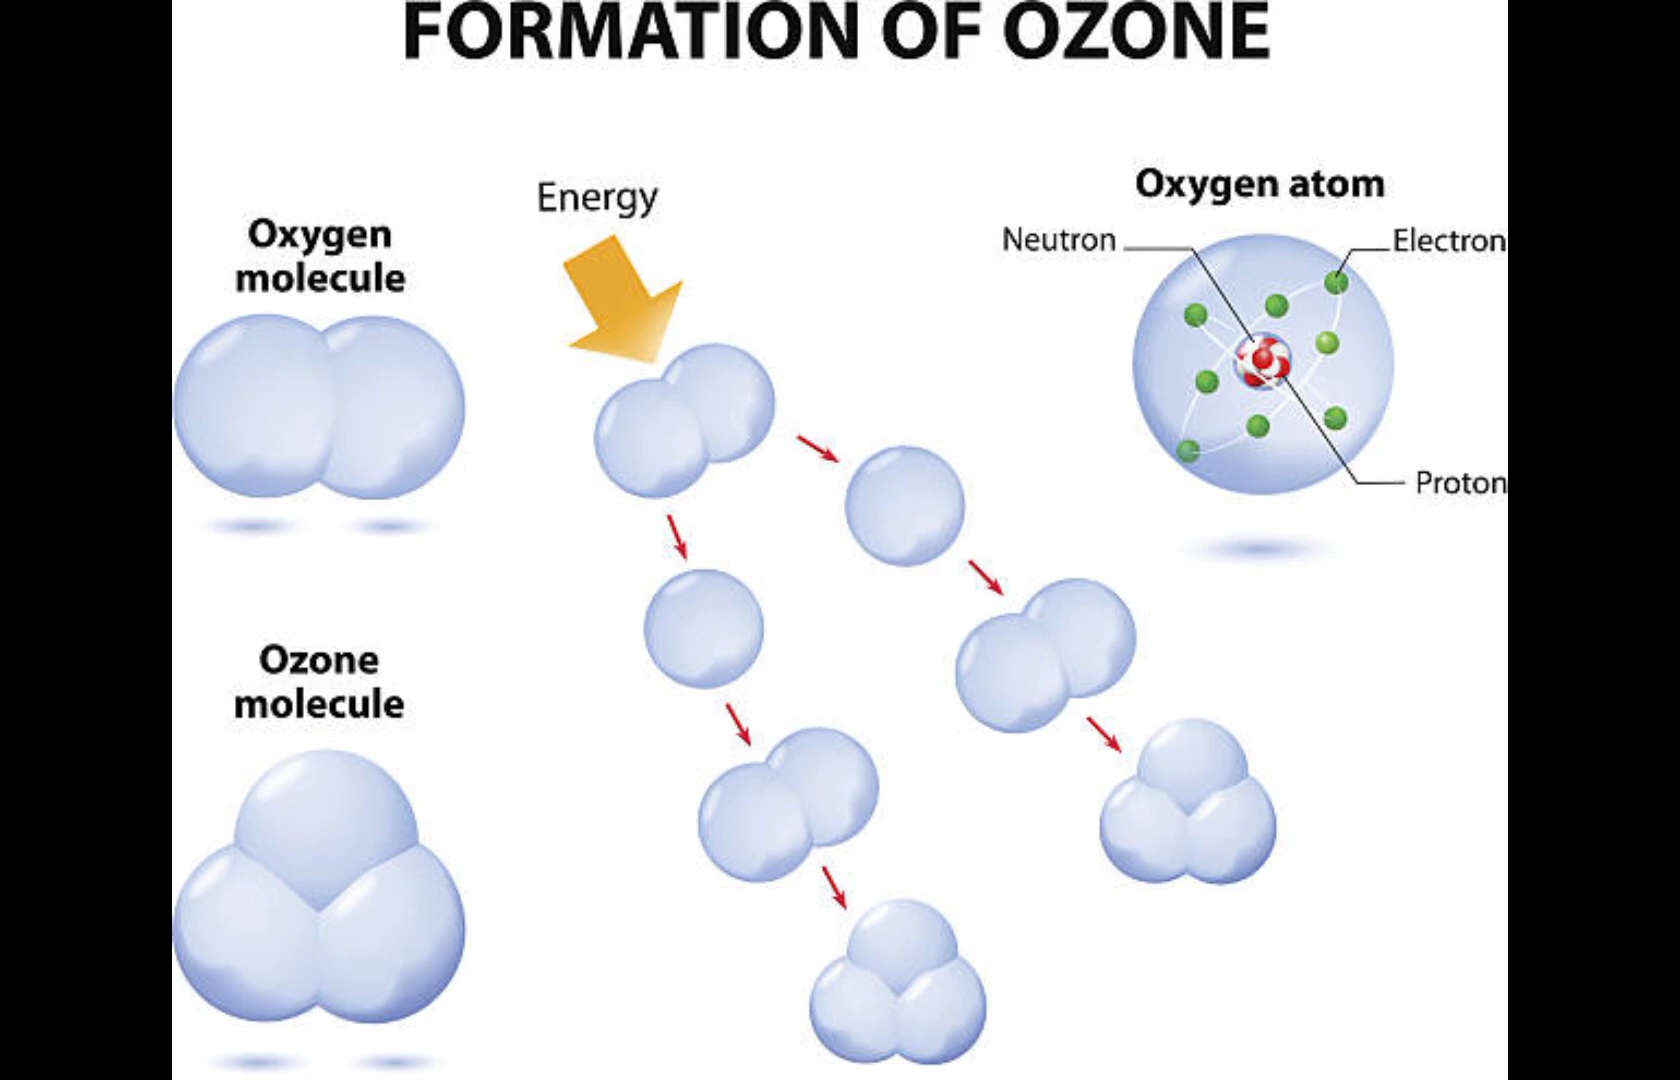 FORMATION OF OZONE
Energy
Oxygen
molecule
Oxygen atom
Neutron
Electron
Proton
Ozone
molecule